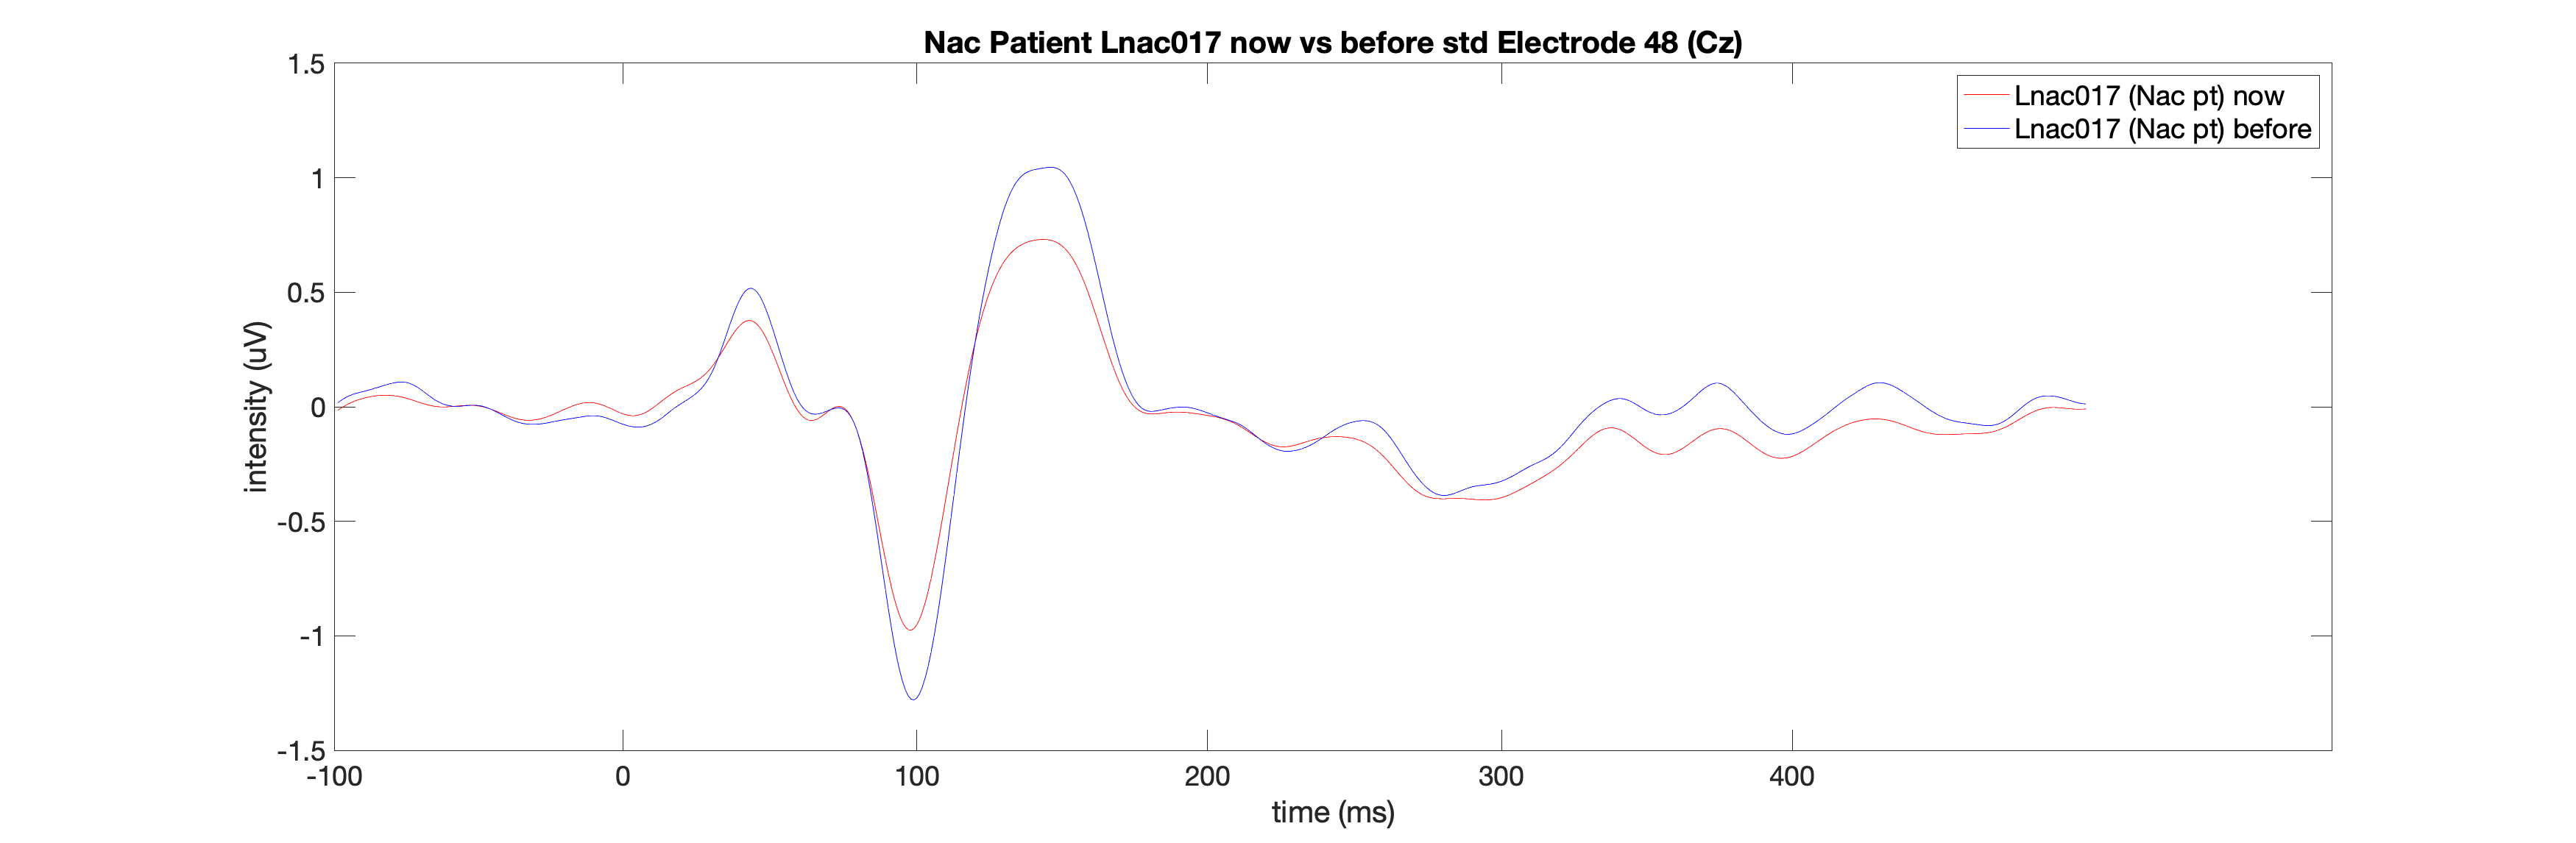 Nac Patient Lnac017 now vs before std Electrode 48 (Cz)
Lnac017 (Nac pt) now
Lnac017 (Nac pt) before
intensity (uV)
1.5
1
0.5
0
-0.5
-1
-1.5
-100 0 100 200 300 400
time (ms)